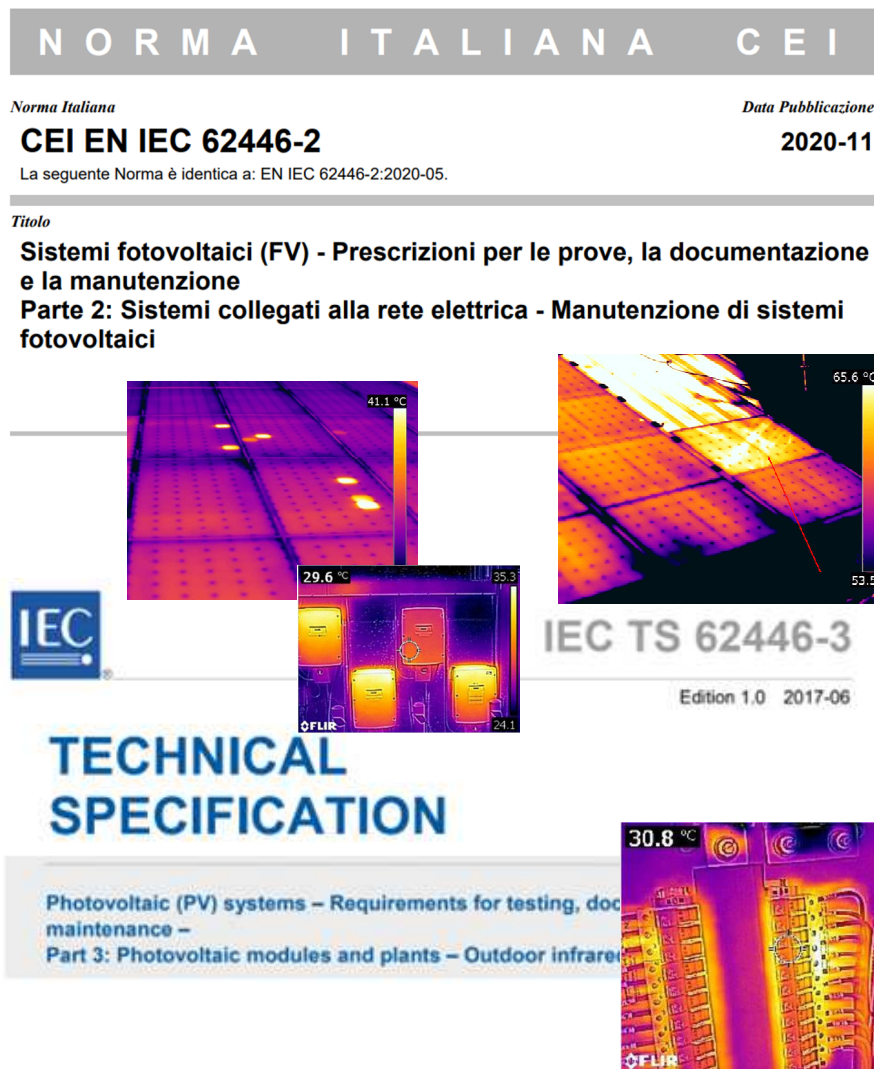 NORMA ITALIANA CEI
Norma Italiana
Data Pubblicazione
CEI EN IEC 62446-2
2020-11
La seguente Norma è identica a: EN IEC 62446-2:2020-05.
Titolo
Sistemi fotovoltaici (FV) - Prescrizioni per le prove, la documentazione
e la manutenzione
Parte 2: Sistemi collegati alla rete elettrica - Manutenzione di sistemi
fotovoltaici
41.1 °C
65.6 °C
53.5
29.6 °C
35.3
24.1
FLIR
IEC
®
IEC TS 62446-3
Edition 1.0 2017-06
TECHNICAL
SPECIFICATION
30.8 °C
Photovoltaic (PV) systems – Requirements for testing, doc
maintenance –
Part 3: Photovoltaic modules and plants – Outdoor infrare
FLIR